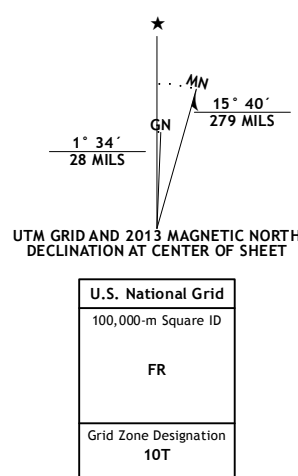 ★
MN
15° 40´
279 MILS
GN
1° 34´
28 MILS
UTM GRID AND 2013 MAGNETIC NORTH
DECLINATION AT CENTER OF SHEET
U.S. National Grid
100,000-m Square ID
FR
Grid Zone Designation
10T